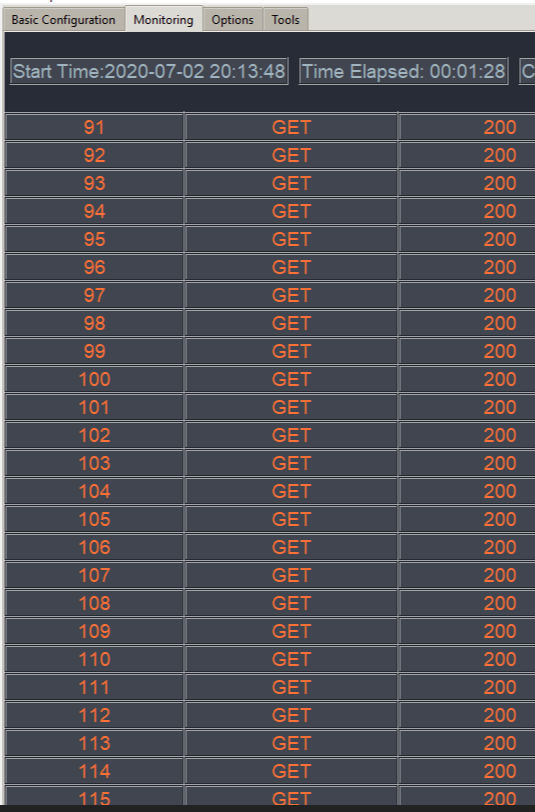 Basic Configuration Monitoring Options Tools
Start Time:2020-07-02 20:13:48 Time Elapsed: 00:01:28 C
91 GET 200
92 GET 200
93 GET 200
94 GET 200
95 GET 200
96 GET 200
97 GET 200
98 GET 200
99 GET 200
100 GET 200
101 GET 200
102 GET 200
103 GET 200
104 GET 200
105 GET 200
106 GET 200
107 GET 200
108 GET 200
109 GET 200
110 GET 200
111 GET 200
112 GET 200
113 GET 200
114 GET 200
115 GET 200